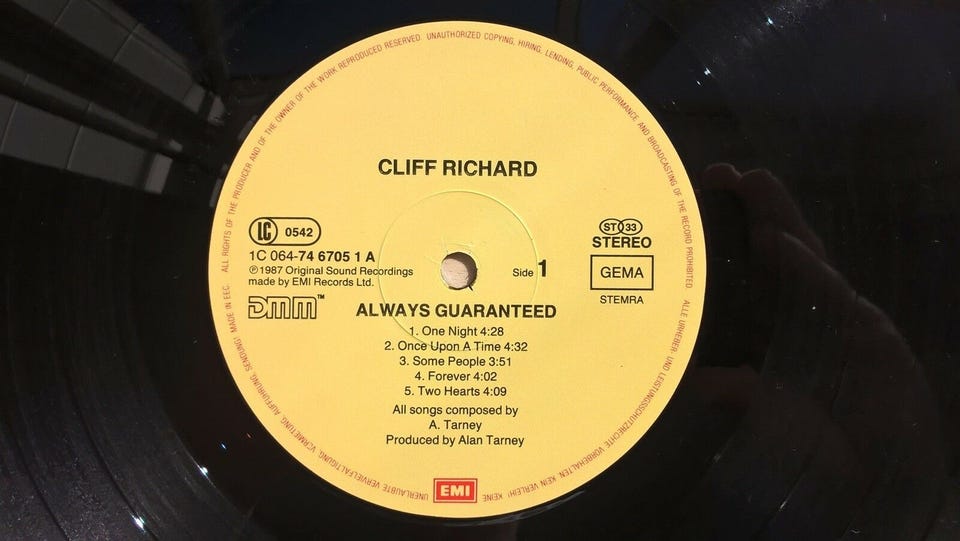 ALL RIGHTS OF THE PRODUCER AND OF THE OWNER OF THE WORK REPRODUCED RESERVED. UNAUTHORIZED COPYING, HIRING, LENDING, PUBLIC PERFORMANCE AND BROADCASTING OF THE RECORD PROHIBITED
ALLE URHEBER- UND LEISTUNGSSCHUTZRECHTE VORBEHALTEN. KEIN VERLEIH! KEINE
UNERLAUBTE VERVIELFÄLTIGUNG, VERMIETUNG, AUFFÜHRUNG, SENDUNG! MADE IN EEC.
CLIFF RICHARD
LC 0542
ST 33
STEREO
1C 064-74 6705 1 A
℗ 1987 Original Sound Recordings
made by EMI Records Ltd.
DMM™
Side 1
GEMA
STEMRA
ALWAYS GUARANTEED
1. One Night 4:28
2. Once Upon A Time 4:32
3. Some People 3:51
4. Forever 4:02
5. Two Hearts 4:09
All songs composed by
A. Tarney
Produced by Alan Tarney
EMI